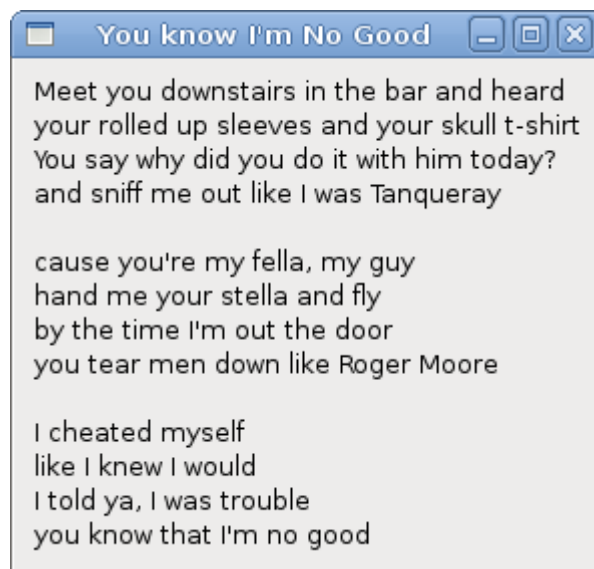 You know I'm No Good
Meet you downstairs in the bar and heard
your rolled up sleeves and your skull t-shirt
You say why did you do it with him today?
and sniff me out like I was Tanqueray

cause you're my fella, my guy
hand me your stella and fly
by the time I'm out the door
you tear men down like Roger Moore

I cheated myself
like I knew I would
I told ya, I was trouble
you know that I'm no good